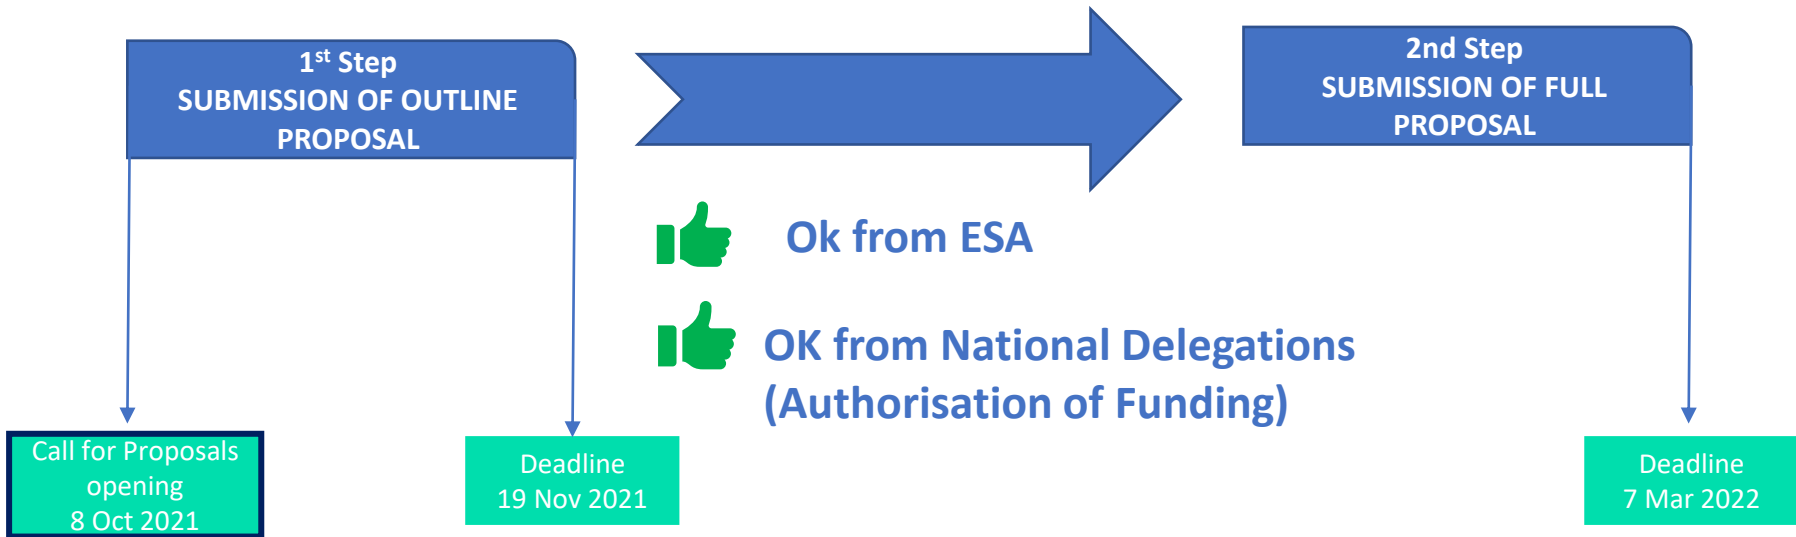 1st Step
SUBMISSION OF OUTLINE
PROPOSAL
2nd Step
SUBMISSION OF FULL
PROPOSAL
Ok from ESA
OK from National Delegations
(Authorisation of Funding)
Call for Proposals
opening
8 Oct 2021
Deadline
19 Nov 2021
Deadline
7 Mar 2022